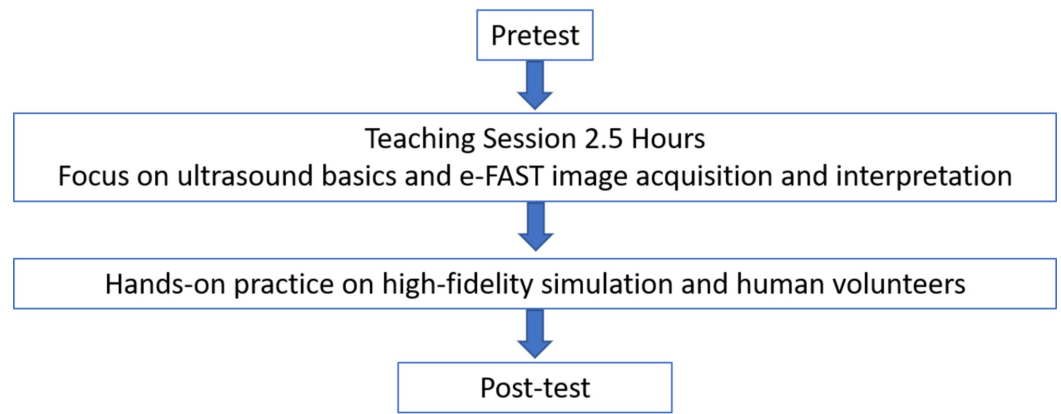 Pretest
Teaching Session 2.5 Hours
Focus on ultrasound basics and e-FAST image acquisition and interpretation
Hands-on practice on high-fidelity simulation and human volunteers
Post-test